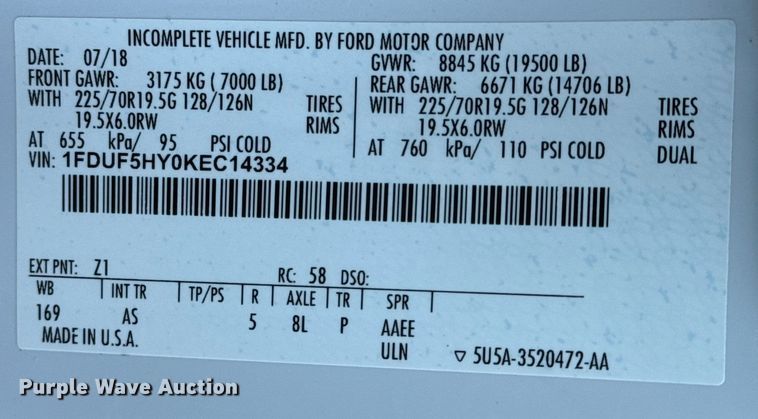 INCOMPLETE VEHICLE MFD. BY FORD MOTOR COMPANY
DATE: 07/18 GVWR: 8845 KG (19500 LB)
FRONT GAWR: 3175 KG (7000 LB) REAR GAWR: 6671 KG (14706 LB)
WITH 225/70R19.5G 128/126N TIRES WITH 225/70R19.5G 128/126N TIRES
19.5X6.0RW RIMS 19.5X6.0RW RIMS
AT 655 kPa/ 95 PSI COLD AT 760 kPa/ 110 PSI COLD DUAL
VIN: 1FDUF5HY0KEC14334
EXT PNT: Z1 RC: 58 DSO:
WB INT TR TP/PS R AXLE TR SPR
169 AS 5 8L P AAEE
MADE IN U.S.A. ULN ▽ 5U5A-3520472-AA
Purple Wave Auction